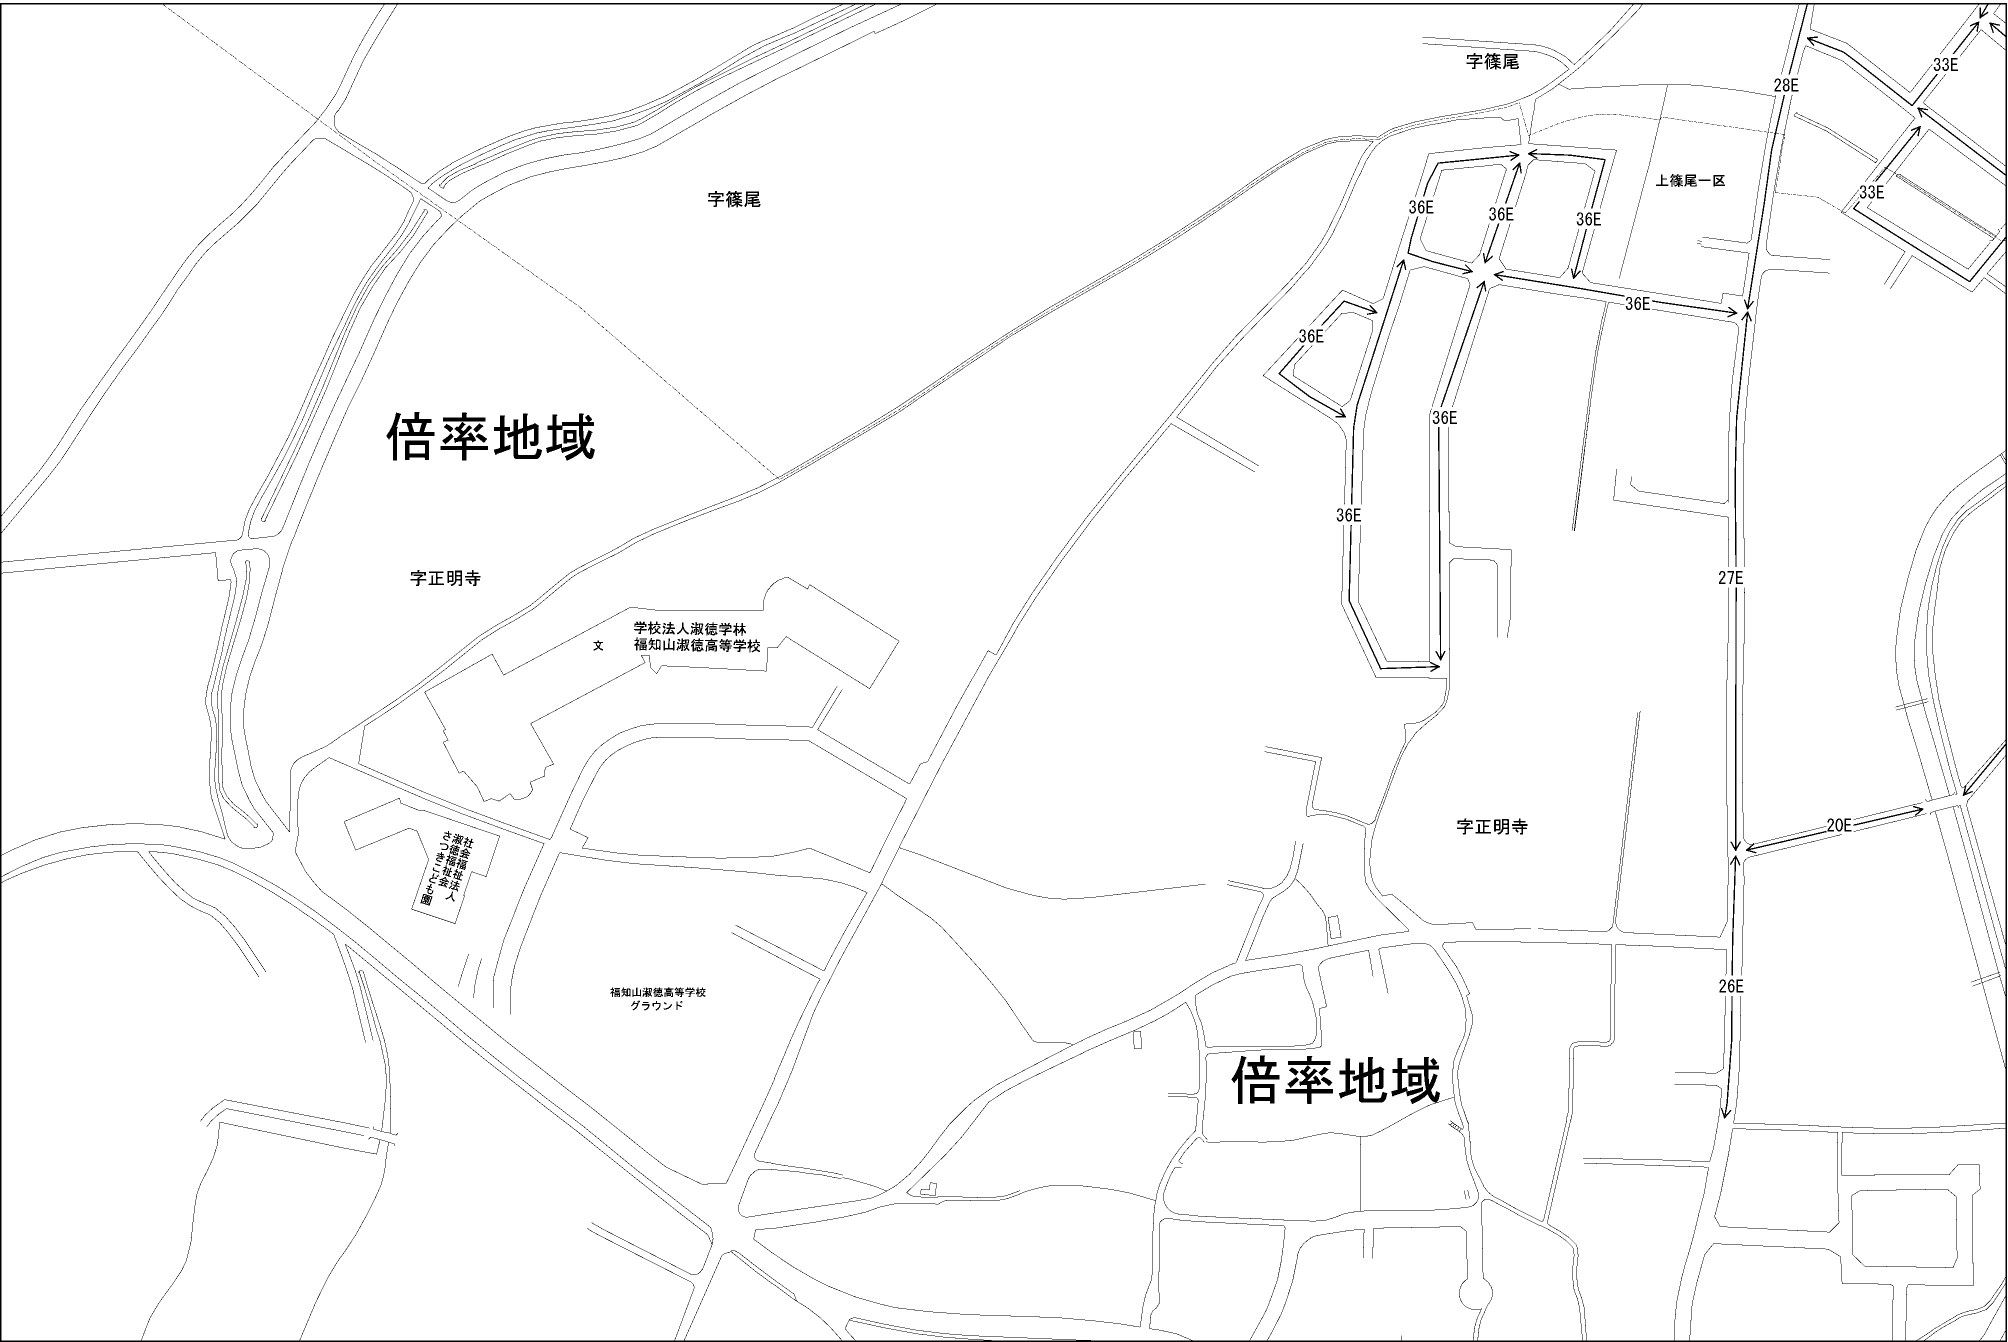 字篠尾
33E
28E
字篠尾
上篠尾一区
33E
36E
36E
36E
36E
36E
倍率地域
36E
36E
字正明寺
27E
学校法人淑徳学林
文
福知山淑徳高等学校
字正明寺
20E
社会福祉法人
淑徳福祉会
さつきこども園
26E
福知山淑徳高等学校
グラウンド
倍率地域